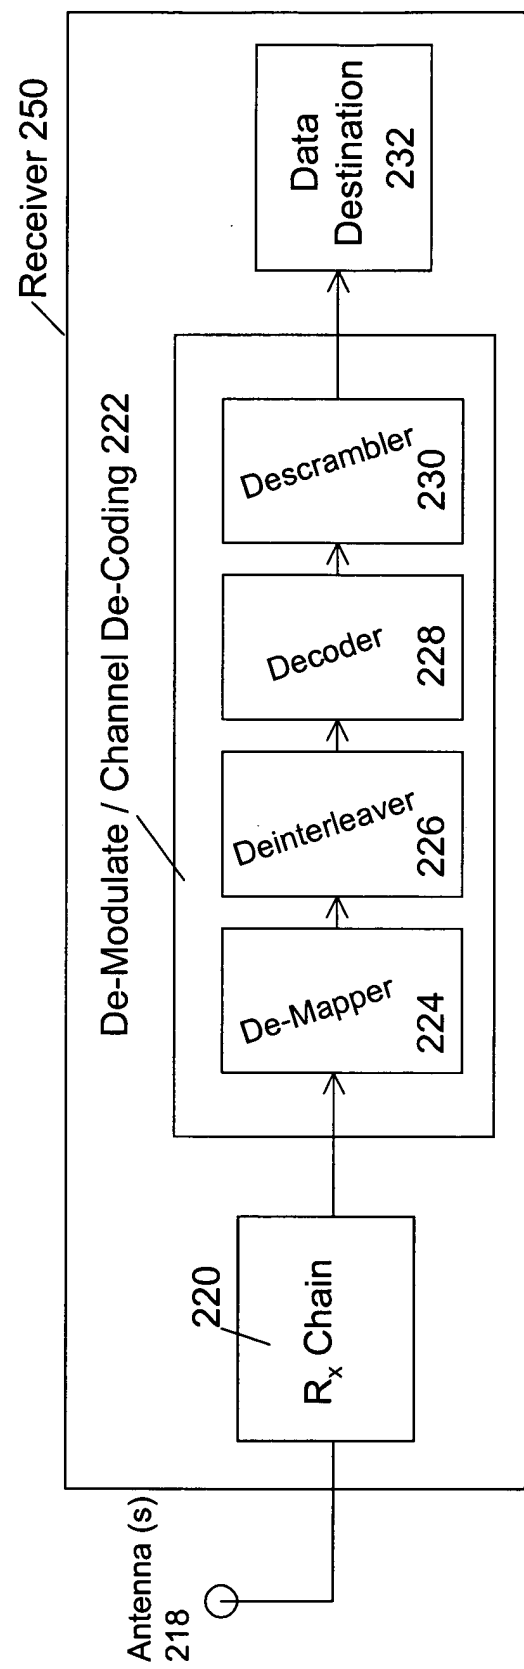 Receiver 250
De-Modulate / Channel De-Coding 222
Antenna (s)
218
220
Rx Chain
De-Mapper
224
Deinterleaver
226
Decoder
228
Descrambler
230
Data
Destination
232